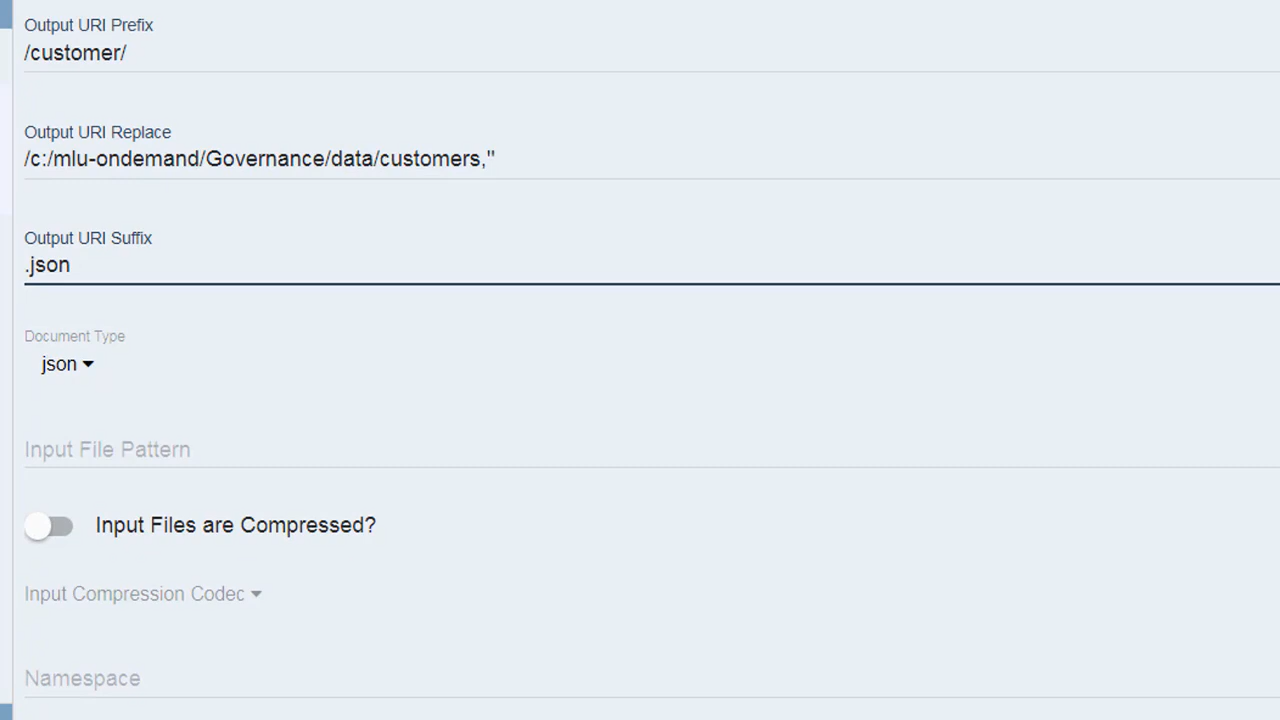 Output URI Prefix
/customer/
Output URI Replace
/c:/mlu-ondemand/Governance/data/customers,''
Output URI Suffix
.json
Document Type
json
Input File Pattern
Input Files are Compressed?
Input Compression Codec
Namespace